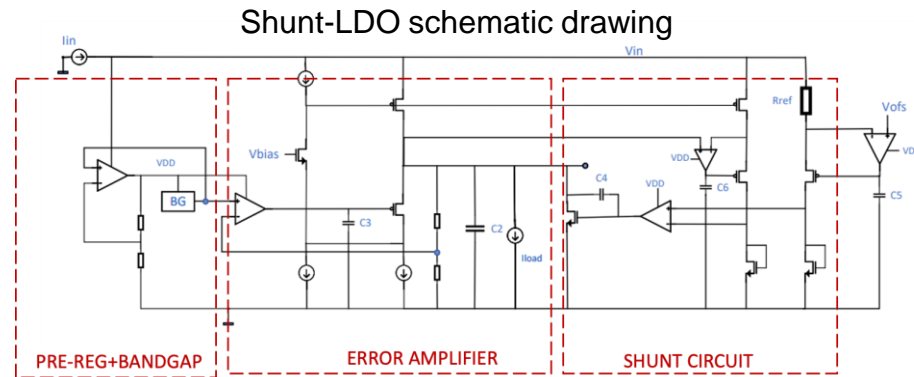 Shunt-LDO schematic drawing
Iin
Vin
Rref
Vofs
Vbias
VDD
VDD
VD
C4
VDD
C6
C5
BG
C3
C2
Iload
PRE-REG+BANDGAP
ERROR AMPLIFIER
SHUNT CIRCUIT